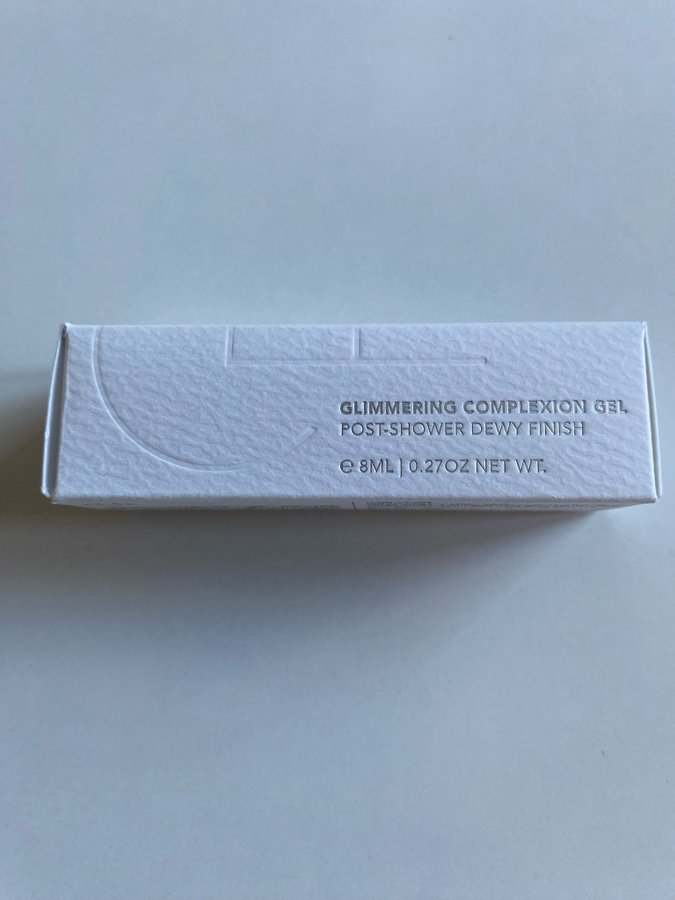 GLIMMERING COMPLEXION GEL
POST-SHOWER DEWY FINISH
℮ 8ML | 0.27OZ NET WT.